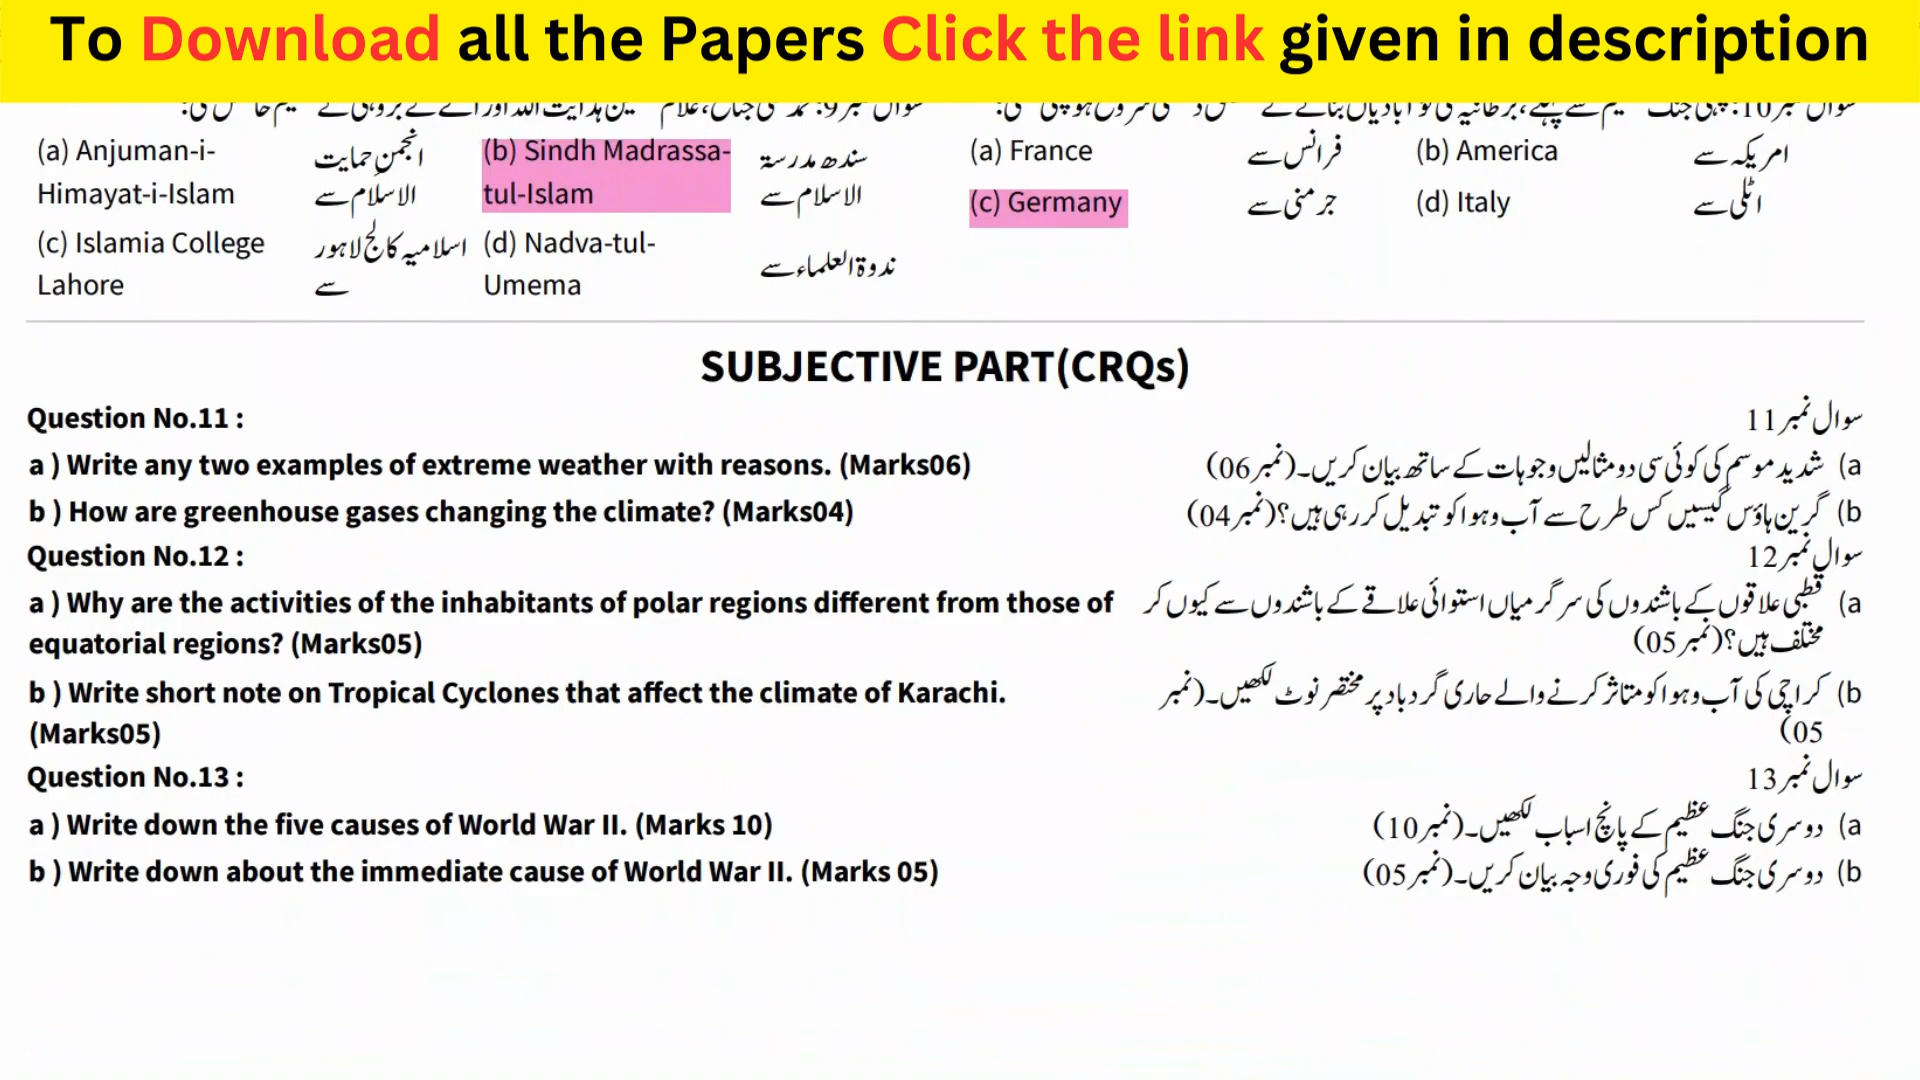 To Download all the Papers Click the link given in description
(a) Anjuman-i-
Himayat-i-Islam
انجمن حمایت
الاسلام سے
(b) Sindh Madrassa-
tul-Islam
سندھ مدرستہ
الاسلام سے
(c) Islamia College
Lahore
اسلامیہ کالج لاہور
سے
(d) Nadva-tul-
Umema
ندوۃ العلماء سے
(a) France
فرانس سے
(b) America
امریکہ سے
(c) Germany
جرمنی سے
(d) Italy
اٹلی سے
SUBJECTIVE PART(CRQs)
Question No.11 :
سوال نمبر 11
a ) Write any two examples of extreme weather with reasons. (Marks06)
a) شدید موسم کی کوئی سی دو مثالیں وجوہات کے ساتھ بیان کریں۔(نمبر 06)
b ) How are greenhouse gases changing the climate? (Marks04)
b) گرین ہاؤس گیسیں کس طرح سے آب و ہوا کو تبدیل کر رہی ہیں؟(نمبر 04)
Question No.12 :
سوال نمبر 12
a ) Why are the activities of the inhabitants of polar regions different from those of
equatorial regions? (Marks05)
a) قطبی علاقوں کے باشندوں کی سرگرمیاں استوائی علاقے کے باشندوں سے کیوں کر
مختلف ہیں؟(نمبر 05)
b ) Write short note on Tropical Cyclones that affect the climate of Karachi.
(Marks05)
b) کراچی کی آب و ہوا کو متاثر کرنے والے حاری گردباد پر مختصر نوٹ لکھیں۔(نمبر
05)
Question No.13 :
سوال نمبر 13
a ) Write down the five causes of World War II. (Marks 10)
a) دوسری جنگ عظیم کے پانچ اسباب لکھیں۔(نمبر 10)
b ) Write down about the immediate cause of World War II. (Marks 05)
b) دوسری جنگ عظیم کی فوری وجہ بیان کریں۔(نمبر 05)